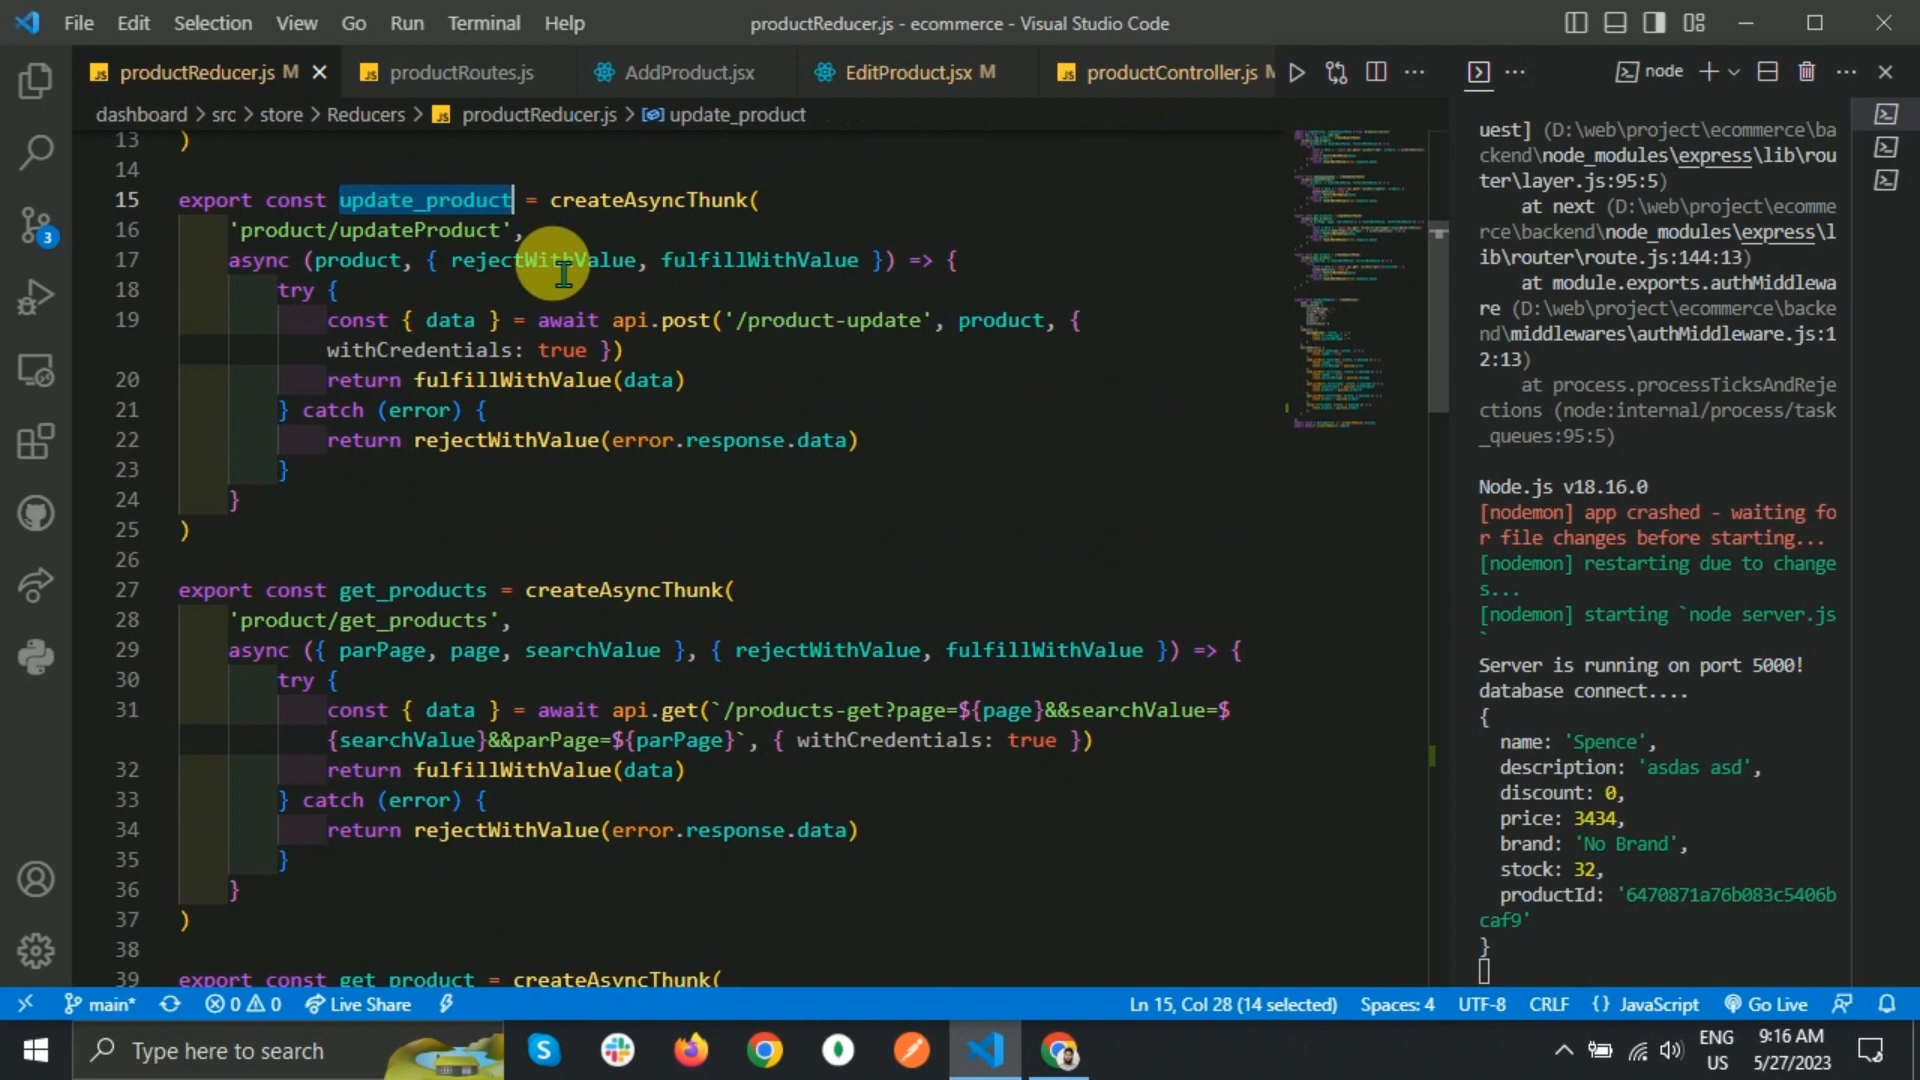 File Edit Selection View Go Run Terminal Help
productReducer.js - ecommerce - Visual Studio Code
productReducer.js M
productRoutes.js
AddProduct.jsx
EditProduct.jsx M
productController.js
node
dashboard > src > store > Reducers > productReducer.js > update_product
13 )
14
15 export const update_product = createAsyncThunk(
16 'product/updateProduct',
17 async (product, { rejectWithValue, fulfillWithValue }) => {
18 try {
19 const { data } = await api.post('/product-update', product, {
withCredentials: true })
20 return fulfillWithValue(data)
21 } catch (error) {
22 return rejectWithValue(error.response.data)
23 }
24 }
25 )
26
27 export const get_products = createAsyncThunk(
28 'product/get_products',
29 async ({ parPage, page, searchValue }, { rejectWithValue, fulfillWithValue }) => {
30 try {
31 const { data } = await api.get(`/products-get?page=${page}&&searchValue=$
{searchValue}&&parPage=${parPage}`, { withCredentials: true })
32 return fulfillWithValue(data)
33 } catch (error) {
34 return rejectWithValue(error.response.data)
35 }
36 }
37 )
38
39 export const get_product = createAsyncThunk(
uest] (D:\web\project\ecommerce\ba
ckend\node_modules\express\lib\rou
ter\layer.js:95:5)
at next (D:\web\project\ecomme
rce\backend\node_modules\express\l
ib\router\route.js:144:13)
at module.exports.authMiddlewa
re (D:\web\project\ecommerce\backe
nd\middlewares\authMiddleware.js:1
2:13)
at process.processTicksAndReje
ctions (node:internal/process/task
_queues:95:5)
Node.js v18.16.0
[nodemon] app crashed - waiting fo
r file changes before starting...
[nodemon] restarting due to change
s...
[nodemon] starting `node server.js
`
Server is running on port 5000!
database connect....
{
name: 'Spence',
description: 'asdas asd',
discount: 0,
price: 3434,
brand: 'No Brand',
stock: 32,
productId: '6470871a76b083c5406b
caf9'
}
3
main* 0 0 Live Share
Ln 15, Col 28 (14 selected) Spaces: 4 UTF-8 CRLF {} JavaScript Go Live
Type here to search
ENG
US
9:16 AM
5/27/2023